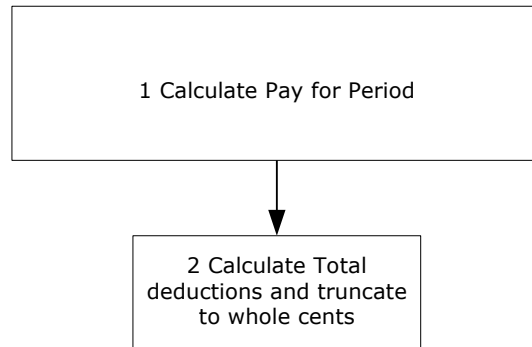 1 Calculate Pay for Period
2 Calculate Total
deductions and truncate
to whole cents